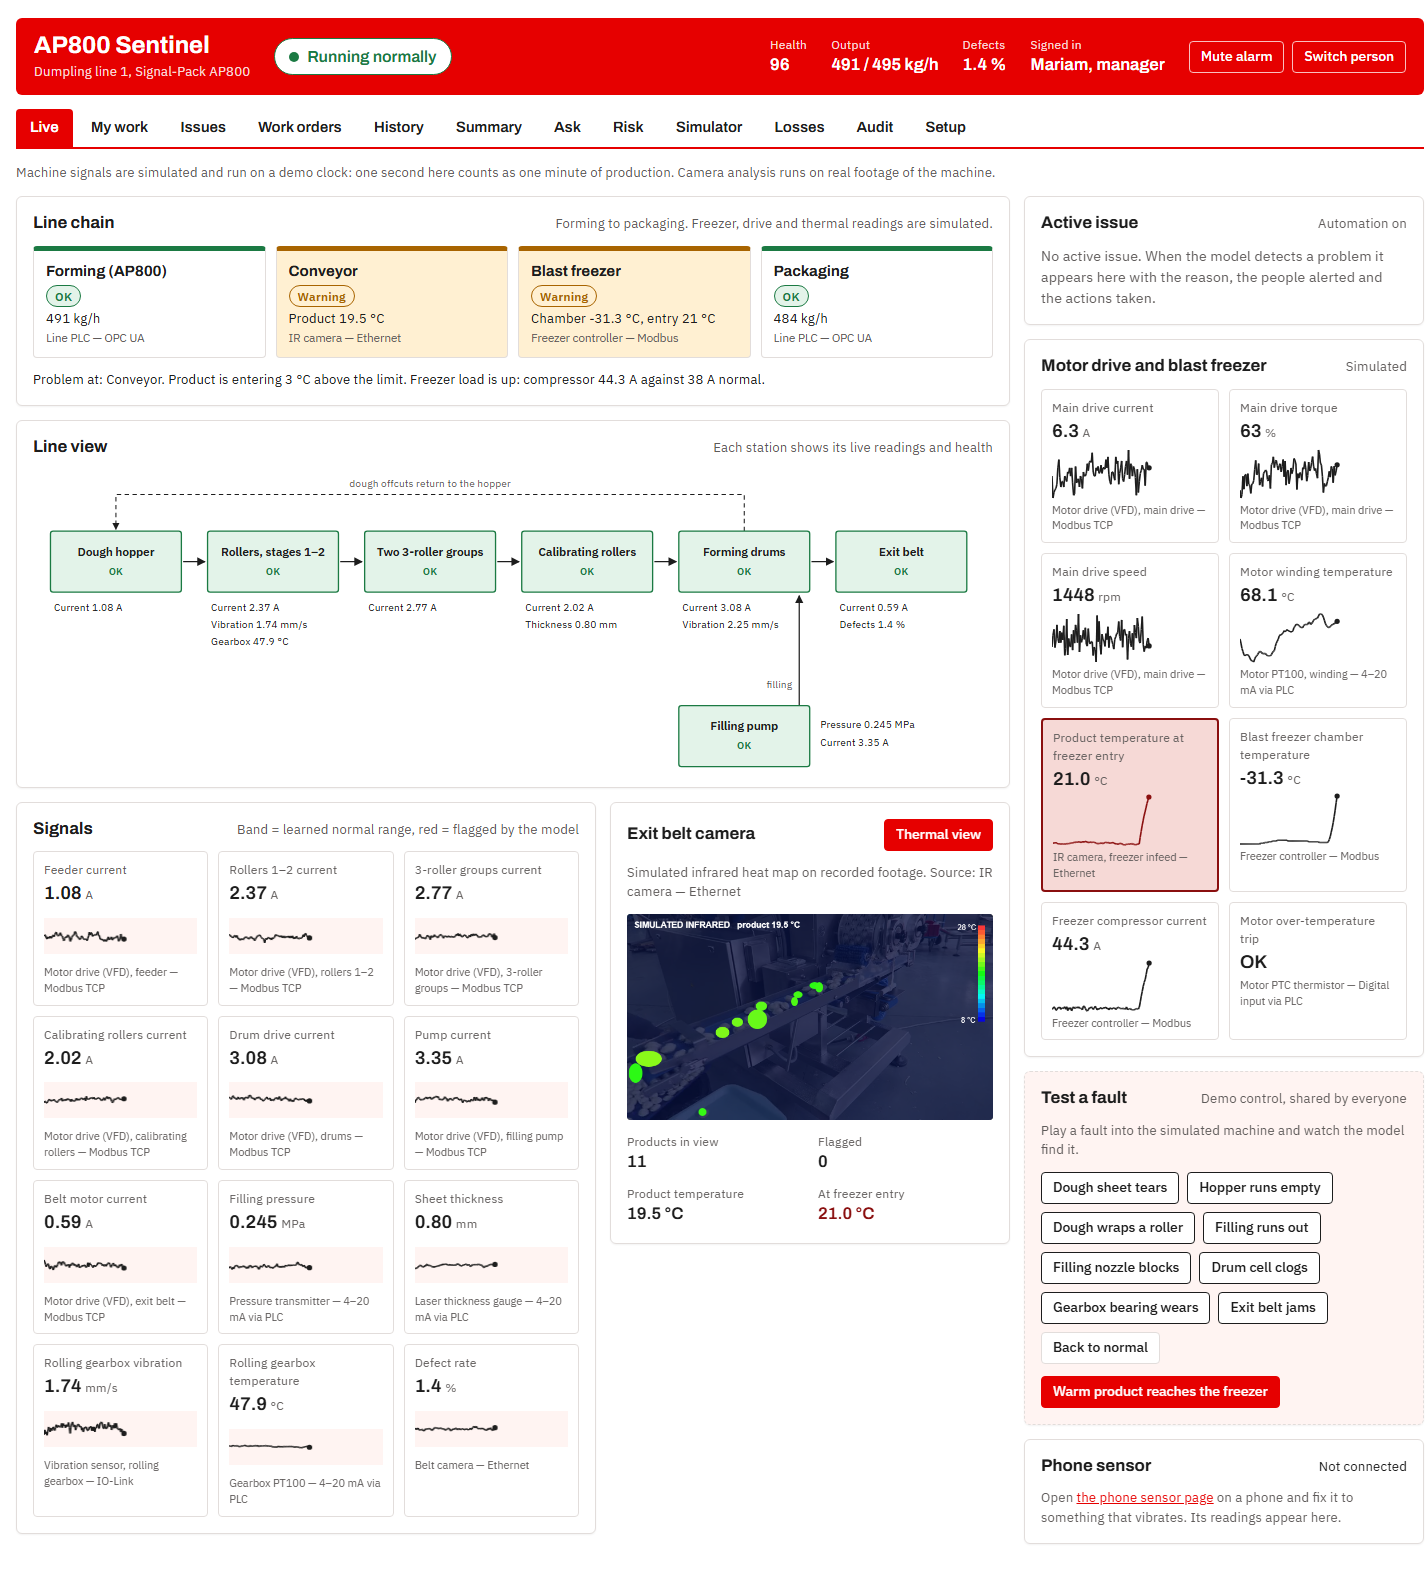 AP800 Sentinel
Dumpling line 1, Signal-Pack AP800
Running normally
Health
96
Output
491 / 495 kg/h
Defects
1.4 %
Signed in
Mariam, manager
Mute alarm
Switch person
Live
My work
Issues
Work orders
History
Summary
Ask
Risk
Simulator
Losses
Audit
Setup
Machine signals are simulated and run on a demo clock: one second here counts as one minute of production. Camera analysis runs on real footage of the machine.
Line chain
Forming to packaging. Freezer, drive and thermal readings are simulated.
Forming (AP800)
OK
491 kg/h
Line PLC — OPC UA
Conveyor
Warning
Product 19.5 °C
IR camera — Ethernet
Blast freezer
Warning
Chamber -31.3 °C, entry 21 °C
Freezer controller — Modbus
Packaging
OK
484 kg/h
Line PLC — OPC UA
Problem at: Conveyor. Product is entering 3 °C above the limit. Freezer load is up: compressor 44.3 A against 38 A normal.
Line view
Each station shows its live readings and health
dough offcuts return to the hopper
Dough hopper
OK
Current 1.08 A
Rollers, stages 1–2
OK
Current 2.37 A
Vibration 1.74 mm/s
Gearbox 47.9 °C
Two 3-roller groups
OK
Current 2.77 A
Calibrating rollers
OK
Current 2.02 A
Thickness 0.80 mm
Forming drums
OK
Current 3.08 A
Vibration 2.25 mm/s
Exit belt
OK
Current 0.59 A
Defects 1.4 %
filling
Filling pump
OK
Pressure 0.245 MPa
Current 3.35 A
Signals
Band = learned normal range, red = flagged by the model
Feeder current
1.08 A
Motor drive (VFD), feeder —
Modbus TCP
Rollers 1–2 current
2.37 A
Motor drive (VFD), rollers 1–2
— Modbus TCP
3-roller groups current
2.77 A
Motor drive (VFD), 3-roller
groups — Modbus TCP
Calibrating rollers current
2.02 A
Motor drive (VFD), calibrating
rollers — Modbus TCP
Drum drive current
3.08 A
Motor drive (VFD), drums —
Modbus TCP
Pump current
3.35 A
Motor drive (VFD), filling pump
— Modbus TCP
Belt motor current
0.59 A
Motor drive (VFD), exit belt —
Modbus TCP
Filling pressure
0.245 MPa
Pressure transmitter — 4–20
mA via PLC
Sheet thickness
0.80 mm
Laser thickness gauge — 4–20
mA via PLC
Rolling gearbox vibration
1.74 mm/s
Vibration sensor, rolling
gearbox — IO-Link
Rolling gearbox
temperature
47.9 °C
Gearbox PT100 — 4–20 mA via
PLC
Defect rate
1.4 %
Belt camera — Ethernet
Exit belt camera
Thermal view
Simulated infrared heat map on recorded footage. Source: IR
camera — Ethernet
SIMULATED INFRARED product 19.5 °C
28 °C
8 °C
Products in view
11
Flagged
0
Product temperature
19.5 °C
At freezer entry
21.0 °C
Active issue
Automation on
No active issue. When the model detects a problem it
appears here with the reason, the people alerted and
the actions taken.
Motor drive and blast freezer
Simulated
Main drive current
6.3 A
Motor drive (VFD), main drive —
Modbus TCP
Main drive torque
63 %
Motor drive (VFD), main drive —
Modbus TCP
Main drive speed
1448 rpm
Motor drive (VFD), main drive —
Modbus TCP
Motor winding temperature
68.1 °C
Motor PT100, winding — 4–20
mA via PLC
Product temperature at
freezer entry
21.0 °C
IR camera, freezer infeed —
Ethernet
Blast freezer chamber
temperature
-31.3 °C
Freezer controller — Modbus
Freezer compressor current
44.3 A
Freezer controller — Modbus
Motor over-temperature
trip
OK
Motor PTC thermistor — Digital
input via PLC
Test a fault
Demo control, shared by everyone
Play a fault into the simulated machine and watch the model
find it.
Dough sheet tears
Hopper runs empty
Dough wraps a roller
Filling runs out
Filling nozzle blocks
Drum cell clogs
Gearbox bearing wears
Exit belt jams
Back to normal
Warm product reaches the freezer
Phone sensor
Not connected
Open the phone sensor page on a phone and fix it to
something that vibrates. Its readings appear here.